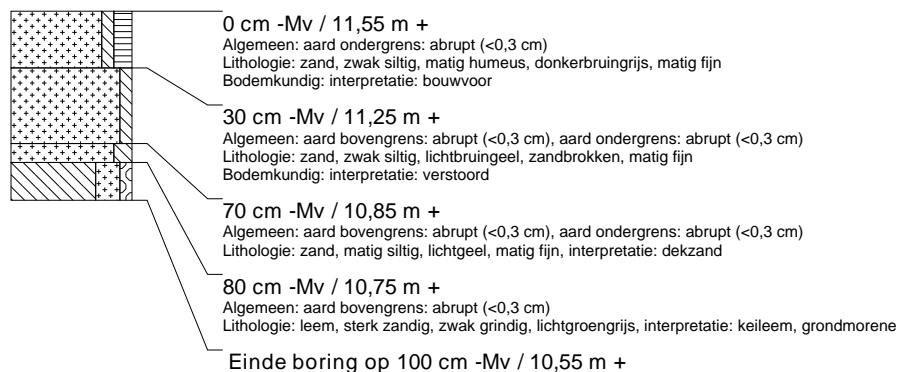 0 cm -Mv / 11,55 m +
Algemeen: aard ondergrens: abrupt (<0,3 cm)
Lithologie: zand, zwak siltig, matig humeus, donkerbruingrijs, matig fijn
Bodemkundig: interpretatie: bouwvoor
30 cm -Mv / 11,25 m +
Algemeen: aard bovengrens: abrupt (<0,3 cm), aard ondergrens: abrupt (<0,3 cm)
Lithologie: zand, zwak siltig, lichtbruingeel, zandbrokken, matig fijn
Bodemkundig: interpretatie: verstoord
70 cm -Mv / 10,85 m +
Algemeen: aard bovengrens: abrupt (<0,3 cm), aard ondergrens: abrupt (<0,3 cm)
Lithologie: zand, matig siltig, lichtgeel, matig fijn, interpretatie: dekzand
80 cm -Mv / 10,75 m +
Algemeen: aard bovengrens: abrupt (<0,3 cm)
Lithologie: leem, sterk zandig, zwak grindig, lichtgroengrijs, interpretatie: keileem, grondmorene
Einde boring op 100 cm -Mv / 10,55 m +